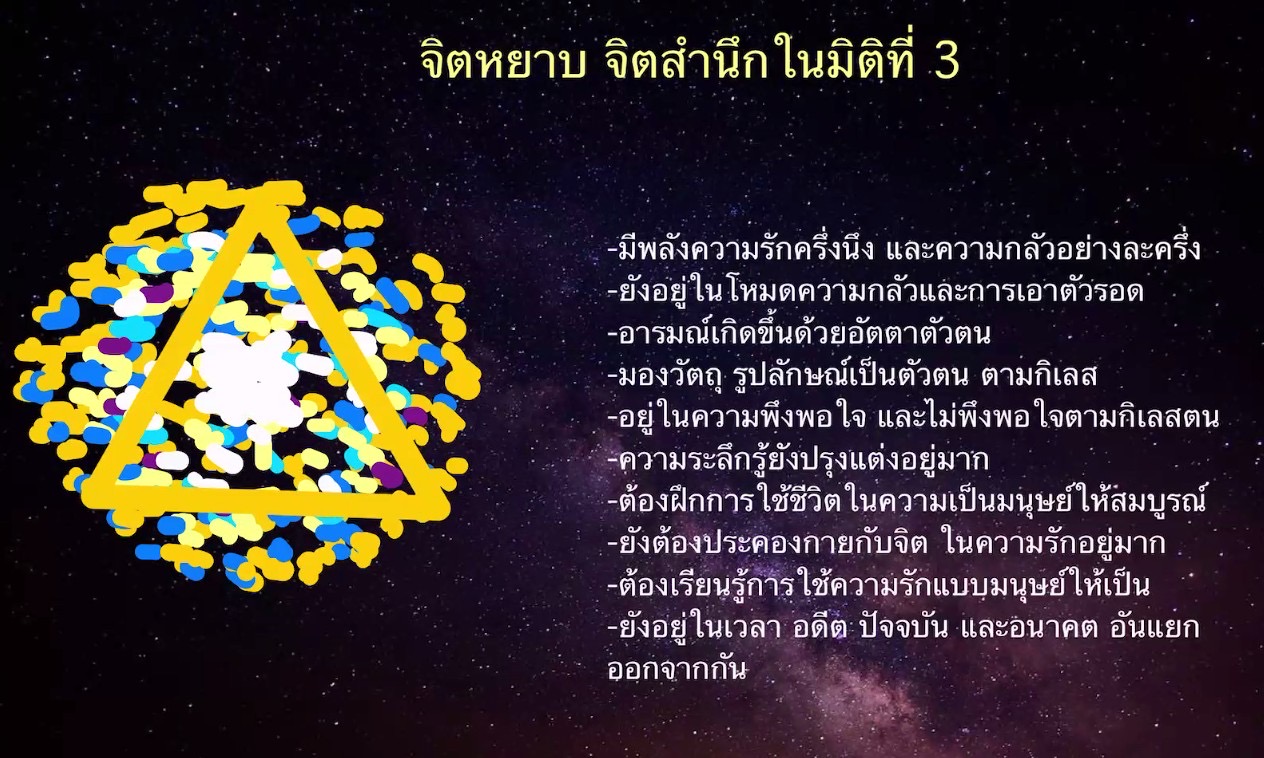 จิตหยาบ จิตสำนึกในมิติที่ 3
-มีพลังความรักครึ่งนึง และความกลัวอย่างละครึ่ง
-ยังอยู่ในโหมดความกลัวและการเอาตัวรอด
-อารมณ์เกิดขึ้นด้วยอัตตาตัวตน
-มองวัตถุ รูปลักษณ์เป็นตัวตน ตามกิเลส
-อยู่ในความพึงพอใจ และไม่พึงพอใจตามกิเลสตน
-ความระลึกรู้ยังปรุงแต่งอยู่มาก
-ต้องฝึกการใช้ชีวิตในความเป็นมนุษย์ให้สมบูรณ์
-ยังต้องประคองกายกับจิต ในความรักอยู่มาก
-ต้องเรียนรู้การใช้ความรักแบบมนุษย์ให้เป็น
-ยังอยู่ในเวลา อดีต ปัจจบัน และอนาคต อันแยก
ออกจากกัน